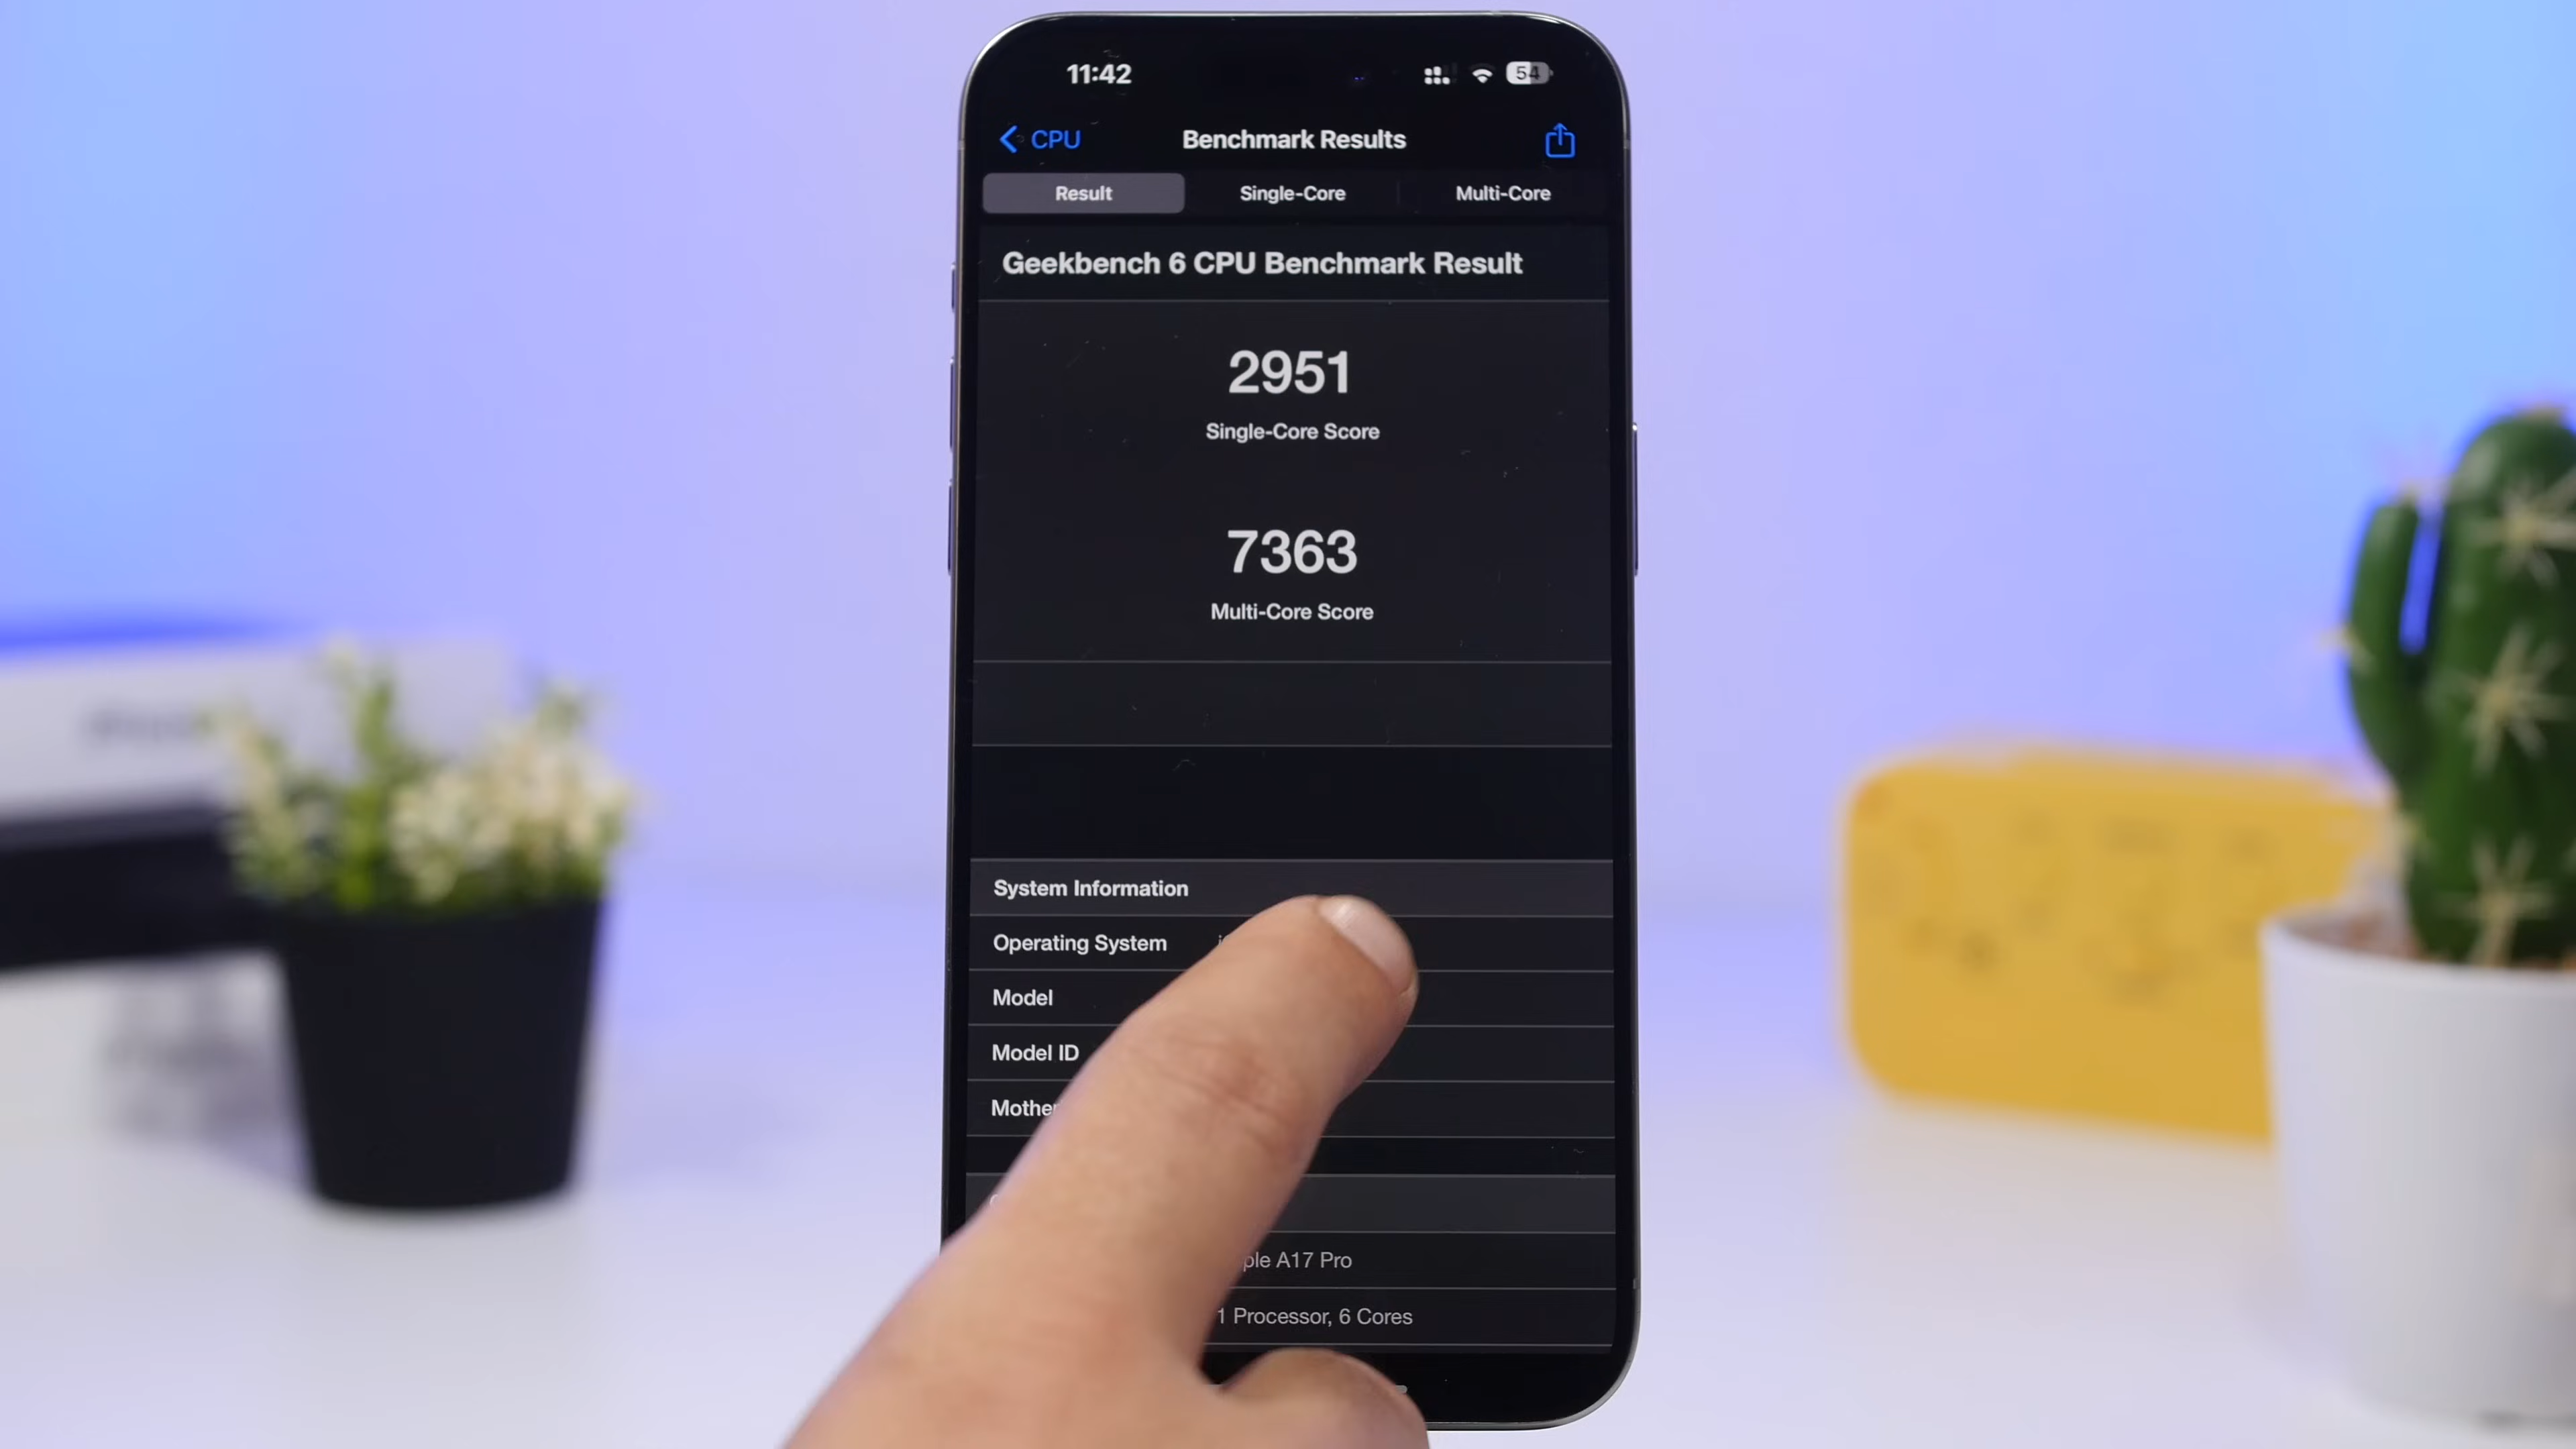 11:42
54
CPU
Benchmark Results
Result
Single-Core
Multi-Core
Geekbench 6 CPU Benchmark Result
2951
Single-Core Score
7363
Multi-Core Score
System Information
Operating System
Model
Model ID
Mother
ple A17 Pro
1 Processor, 6 Cores